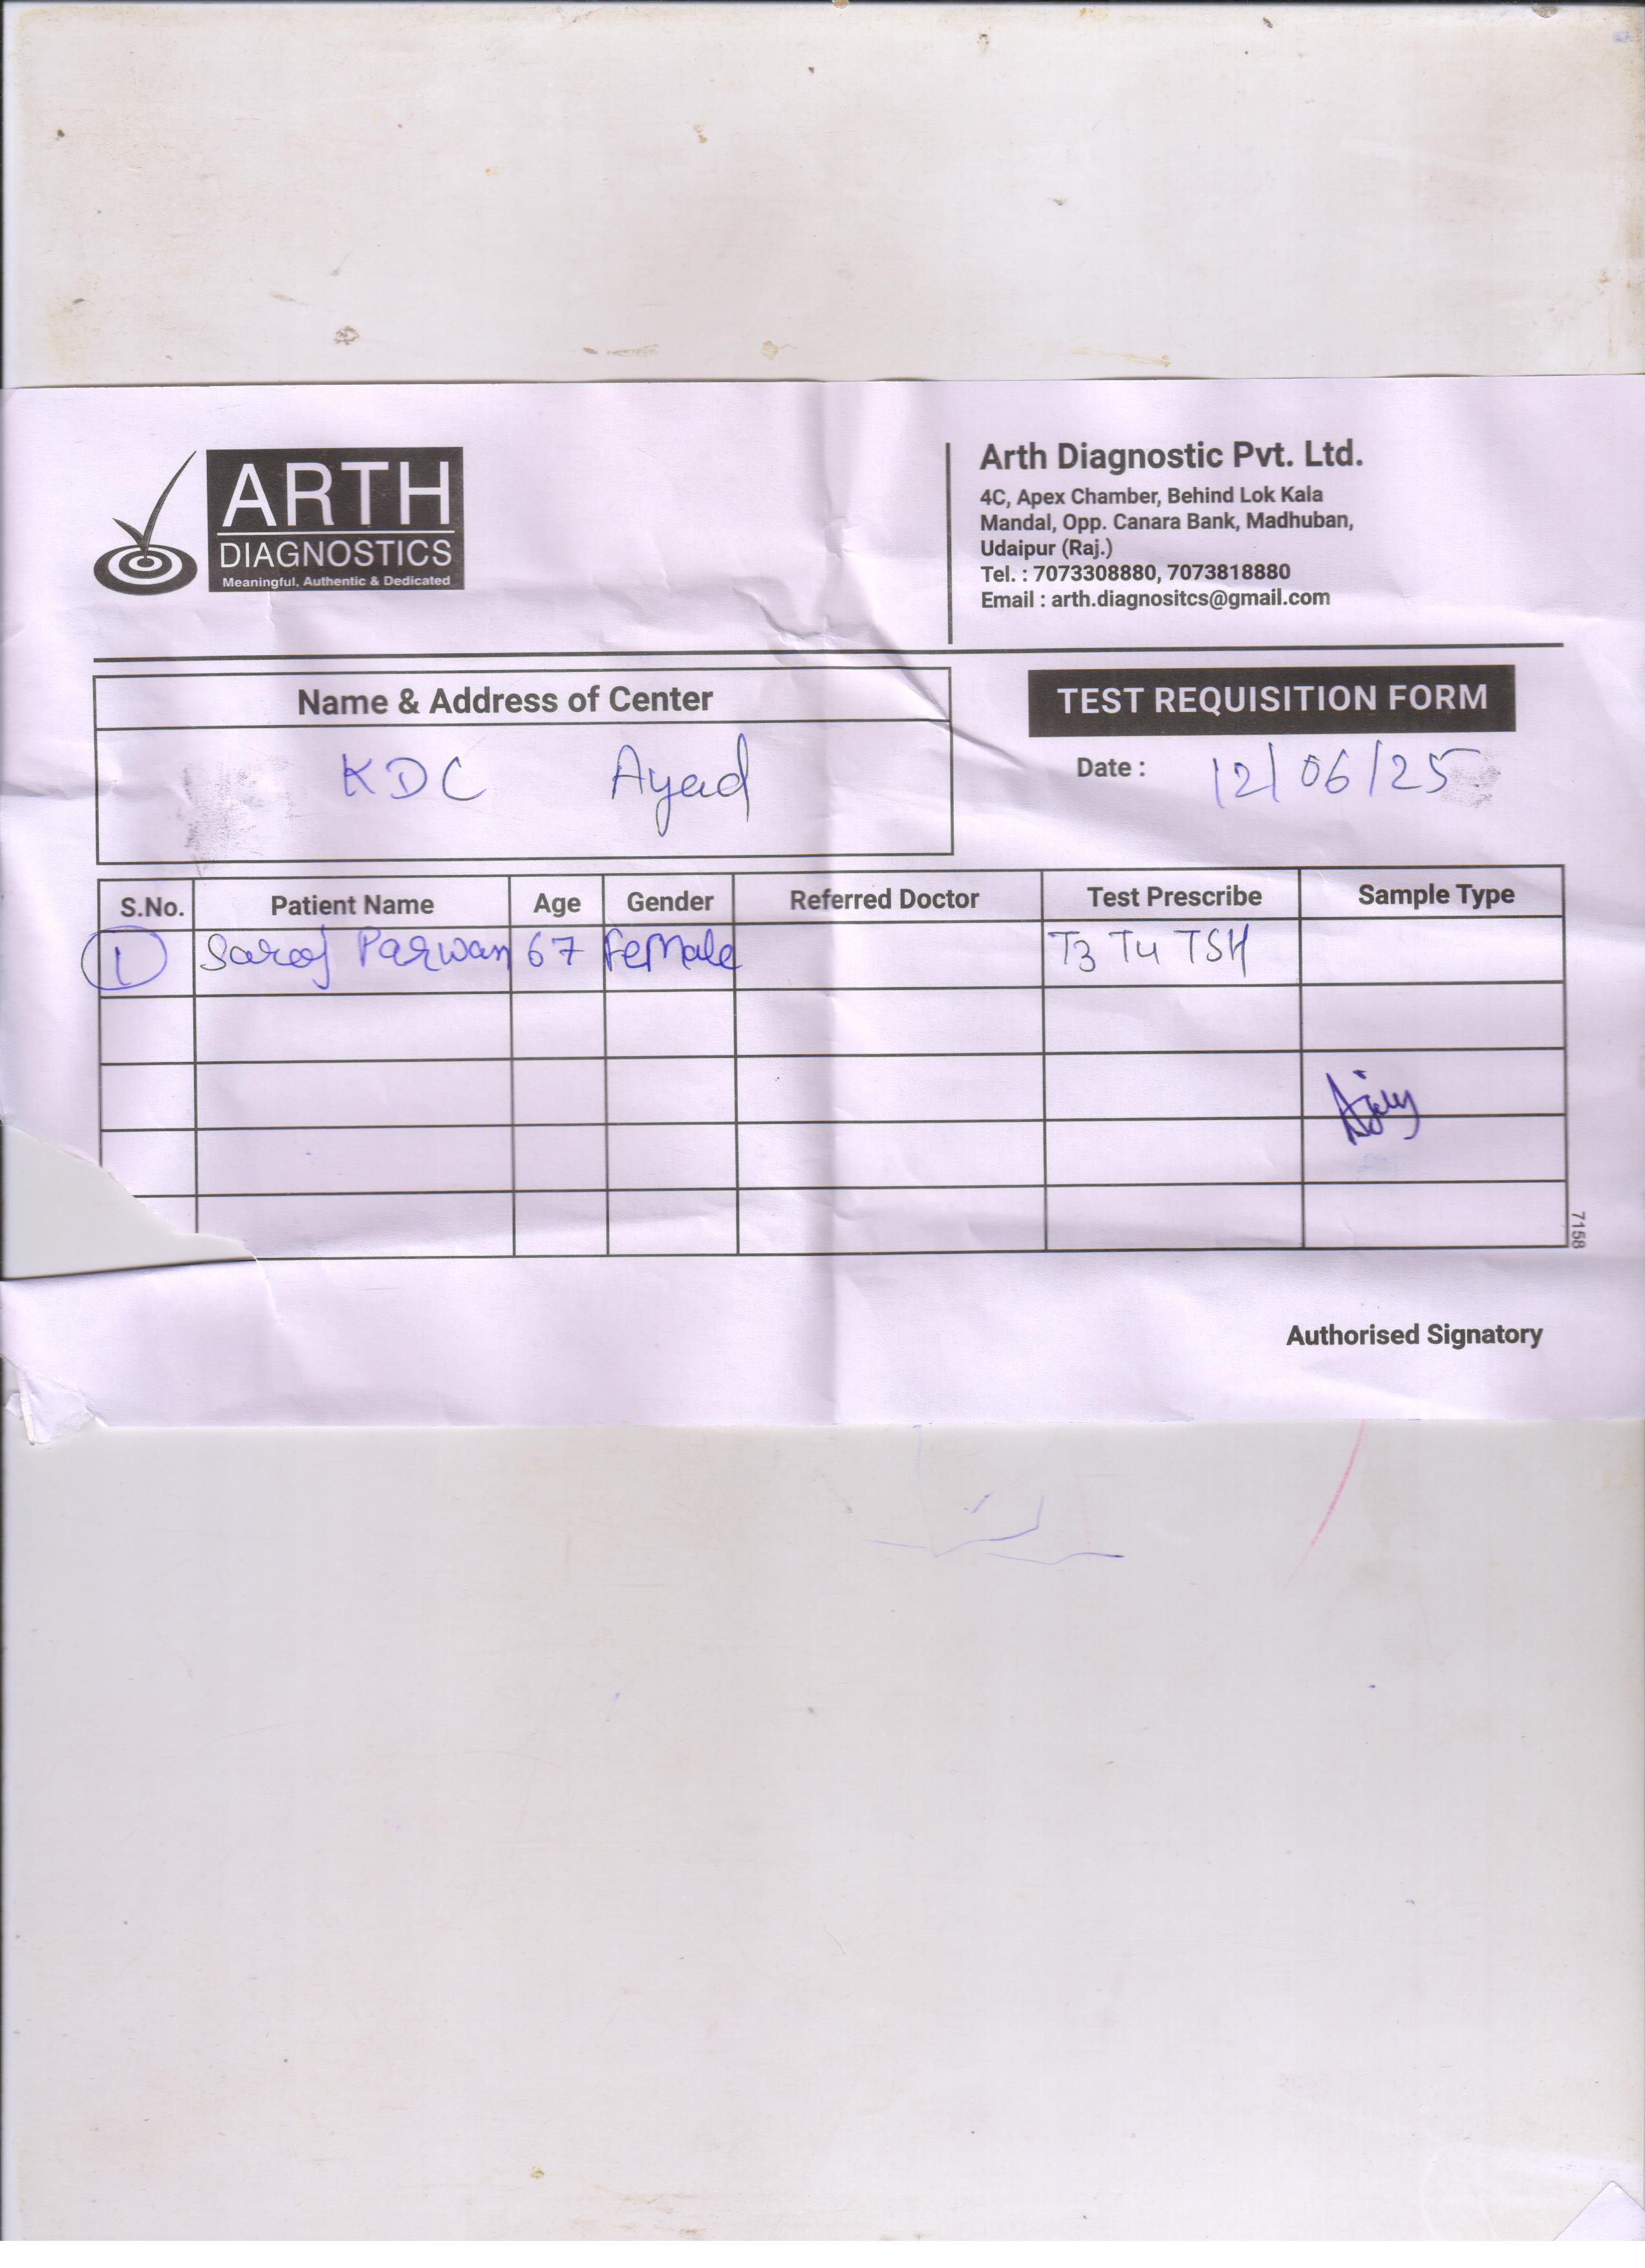 ARTH
DIAGNOSTICS
Meaningful, Authentic & Dedicated
Arth Diagnostic Pvt. Ltd.
4C, Apex Chamber, Behind Lok Kala
Mandal, Opp. Canara Bank, Madhuban,
Udaipur (Raj.)
Tel. : 7073308880, 7073818880
Email : arth.diagnositcs@gmail.com
Name & Address of Center
KDC Ayad
TEST REQUISITION FORM
Date : 12/06/25
S.No. Patient Name Age Gender Referred Doctor Test Prescribe Sample Type
1 Saroj Parwan 67 Female T3 T4 TSH
7158
Authorised Signatory